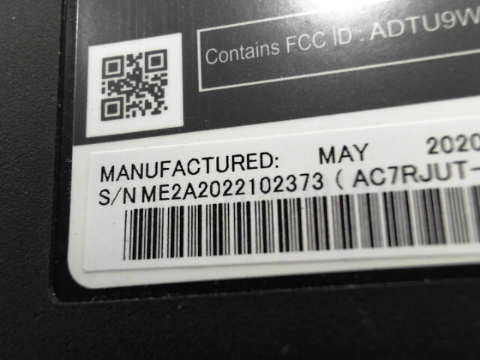 Contains FCC ID : ADTU9W
MANUFACTURED: MAY 2020
S/N ME2A2022102373 ( AC7RJUT-